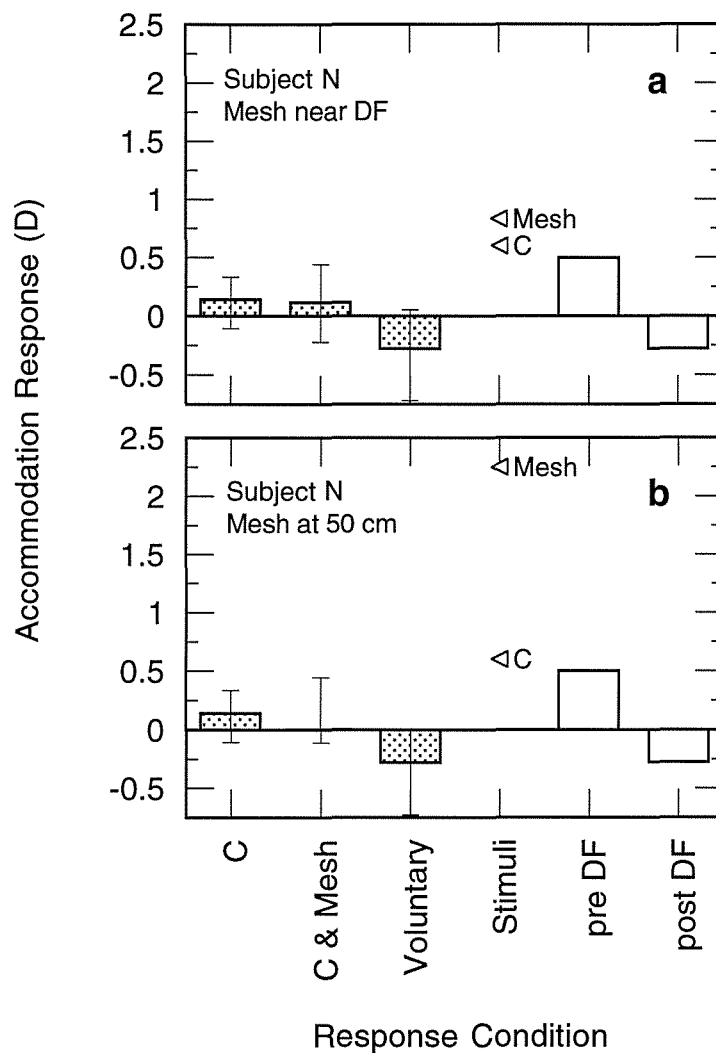 Accommodation Response (D)
2.5
2
1.5
1
0.5
0
-0.5
Subject N
Mesh near DF
a
Mesh
C
2.5
2
1.5
1
0.5
0
-0.5
Subject N
Mesh at 50 cm
b
Mesh
C
C
C & Mesh
Voluntary
Stimuli
pre DF
post DF
Response Condition